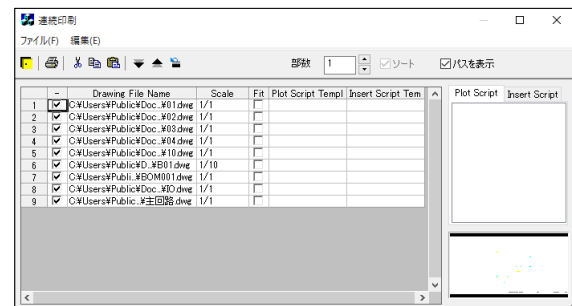 連続印刷
ファイル(F) 編集(E)
部数 1 ソート パスを表示
- Drawing File Name Scale Fit Plot Script Templ Insert Script Tem
1 C:¥Users¥Public¥Doc..¥01.dwg 1/1
2 C:¥Users¥Public¥Doc..¥02.dwg 1/1
3 C:¥Users¥Public¥Doc..¥03.dwg 1/1
4 C:¥Users¥Public¥Doc..¥04.dwg 1/1
5 C:¥Users¥Public¥Doc..¥10.dwg 1/1
6 C:¥Users¥Public¥D..¥B01.dwg 1/10
7 C:¥Users¥Publi..¥BOM001.dwg 1/1
8 C:¥Users¥Public¥Doc..¥IO.dwg 1/1
9 C:¥Users¥Public..¥主回路.dwg 1/1
Plot Script Insert Script